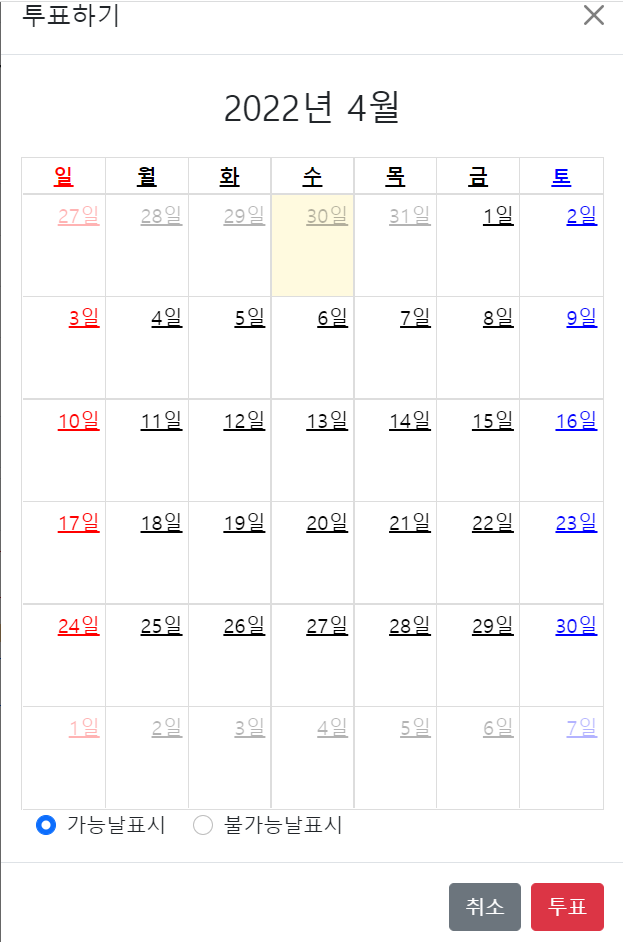 투표하기
2022년 4월
일 월 화 수 목 금 토
27일 28일 29일 30일 31일 1일 2일
3일 4일 5일 6일 7일 8일 9일
10일 11일 12일 13일 14일 15일 16일
17일 18일 19일 20일 21일 22일 23일
24일 25일 26일 27일 28일 29일 30일
1일 2일 3일 4일 5일 6일 7일
가능날표시 불가능날표시
취소 투표